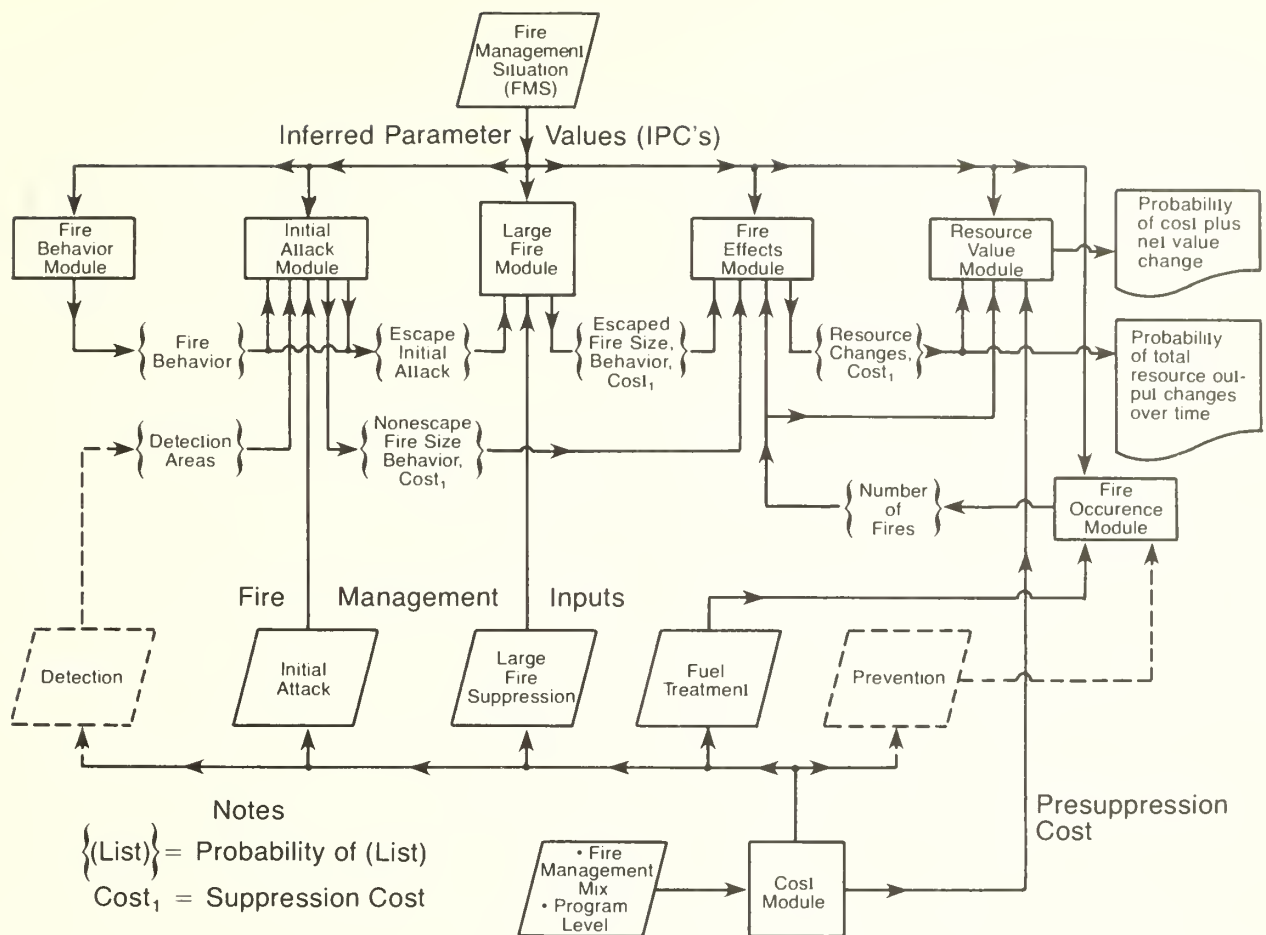 Fire
Management
Situation
(FMS)
Inferred Parameter Values (IPC's)
Fire
Behavior
Module
Initial
Attack
Module
Large
Fire
Module
Fire
Effects
Module
Resource
Value
Module
Probability
of cost plus
net value
change
{Fire
Behavior}
{Escape
Initial
Attack}
{Escaped
Fire Size,
Behavior,
Cost₁}
{Resource
Changes,
Cost₁}
Probability
of total
resource out-
put changes
over time
{Detection
Areas}
{Nonescape
Fire Size
Behavior,
Cost₁}
{Number
of
Fires}
Fire
Occurence
Module
Fire Management Inputs
Detection
Initial
Attack
Large
Fire
Suppression
Fuel
Treatment
Prevention
Notes
{(List)} = Probability of (List)
Cost₁ = Suppression Cost
• Fire
Management
Mix
• Program
Level
Cost
Module
Presuppression
Cost